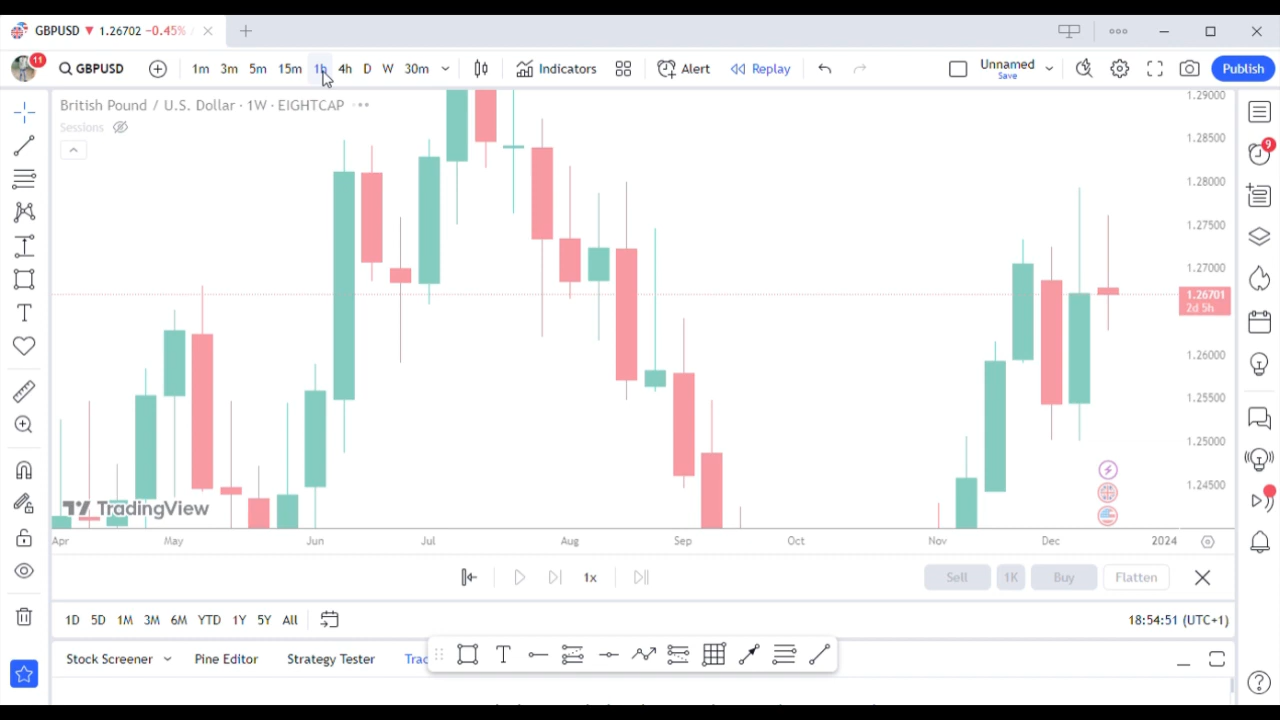 GBPUSD ▼ 1.26702 −0.45%
11
GBPUSD 1m 3m 5m 15m 1h 4h D W 30m Indicators Alert Replay Unnamed Save Publish
British Pound / U.S. Dollar · 1W · EIGHTCAP
Sessions
9
1.29000
1.28500
1.28000
1.27500
1.27000
1.26701
2d 5h
1.26000
1.25500
1.25000
1.24500
TradingView
Apr May Jun Jul Aug Sep Oct Nov Dec 2024
1x Sell 1K Buy Flatten
1D 5D 1M 3M 6M YTD 1Y 5Y All 18:54:51 (UTC+1)
Stock Screener Pine Editor Strategy Tester